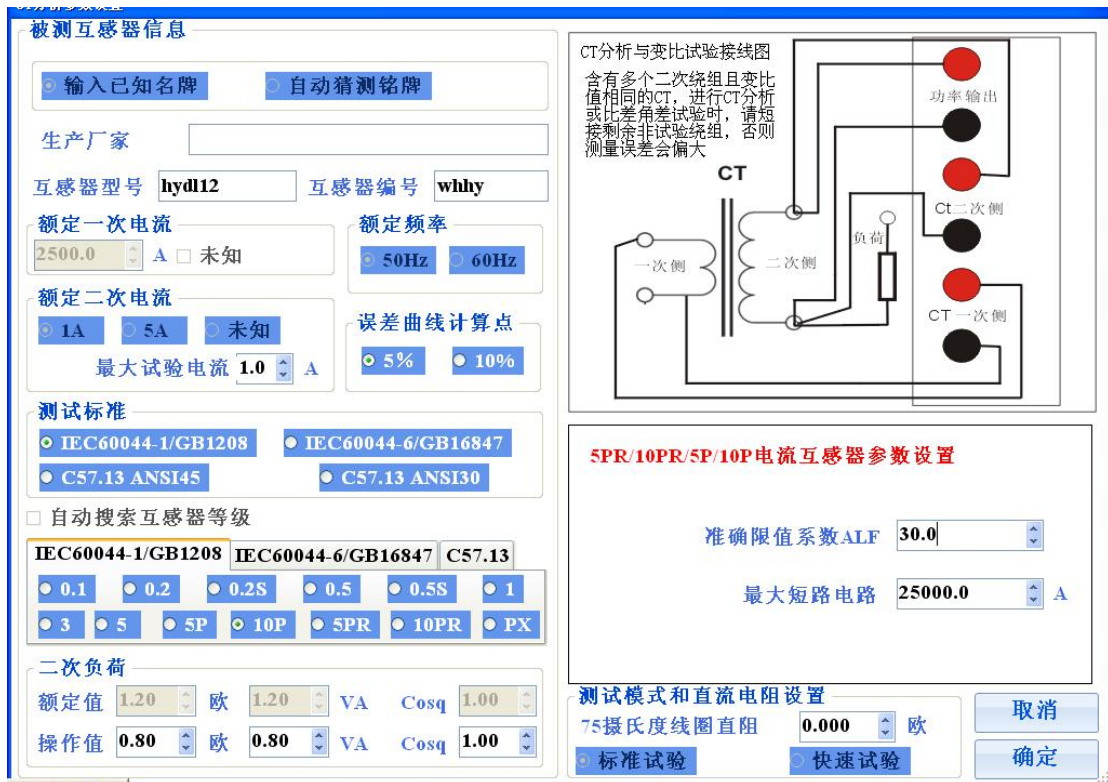 CT分析参数设置
被测互感器信息
输入已知名牌 自动猜测铭牌
生产厂家
互感器型号 hydl12 互感器编号 whhy
额定一次电流
2500.0 A 未知
额定频率
50Hz 60Hz
额定二次电流
1A 5A 未知
最大试验电流 1.0 A
误差曲线计算点
5% 10%
测试标准
IEC60044-1/GB1208 IEC60044-6/GB16847
C57.13 ANSI45 C57.13 ANSI30
自动搜索互感器等级
IEC60044-1/GB1208 IEC60044-6/GB16847 C57.13
0.1 0.2 0.2S 0.5 0.5S 1
3 5 5P 10P 5PR 10PR PX
二次负荷
额定值 1.20 欧 1.20 VA Cosq 1.00
操作值 0.80 欧 0.80 VA Cosq 1.00
CT分析与变比试验接线图
含有多个二次绕组且变比
值相同的CT，进行CT分析
或比差角差试验时，请短
接剩余非试验绕组，否则
测量误差会偏大
功率输出
CT
Ct二次侧
负荷
一次侧 二次侧
CT一次侧
5PR/10PR/5P/10P电流互感器参数设置
准确限值系数ALF 30.0
最大短路电路 25000.0 A
测试模式和直流电阻设置
75摄氏度线圈直阻 0.000 欧
标准试验 快速试验
取消
确定